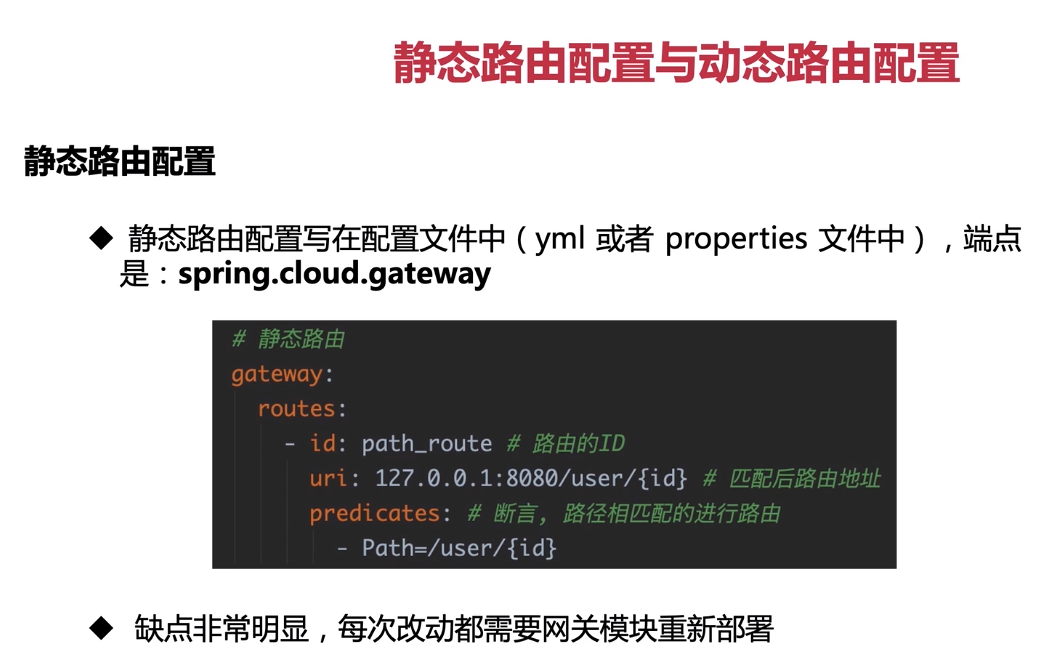 静态路由配置与动态路由配置
静态路由配置
◆ 静态路由配置写在配置文件中（yml 或者 properties 文件中），端点
是：spring.cloud.gateway
# 静态路由
gateway:
  routes:
    - id: path_route # 路由的ID
      uri: 127.0.0.1:8080/user/{id} # 匹配后路由地址
      predicates: # 断言, 路径相匹配的进行路由
        - Path=/user/{id}
◆ 缺点非常明显，每次改动都需要网关模块重新部署